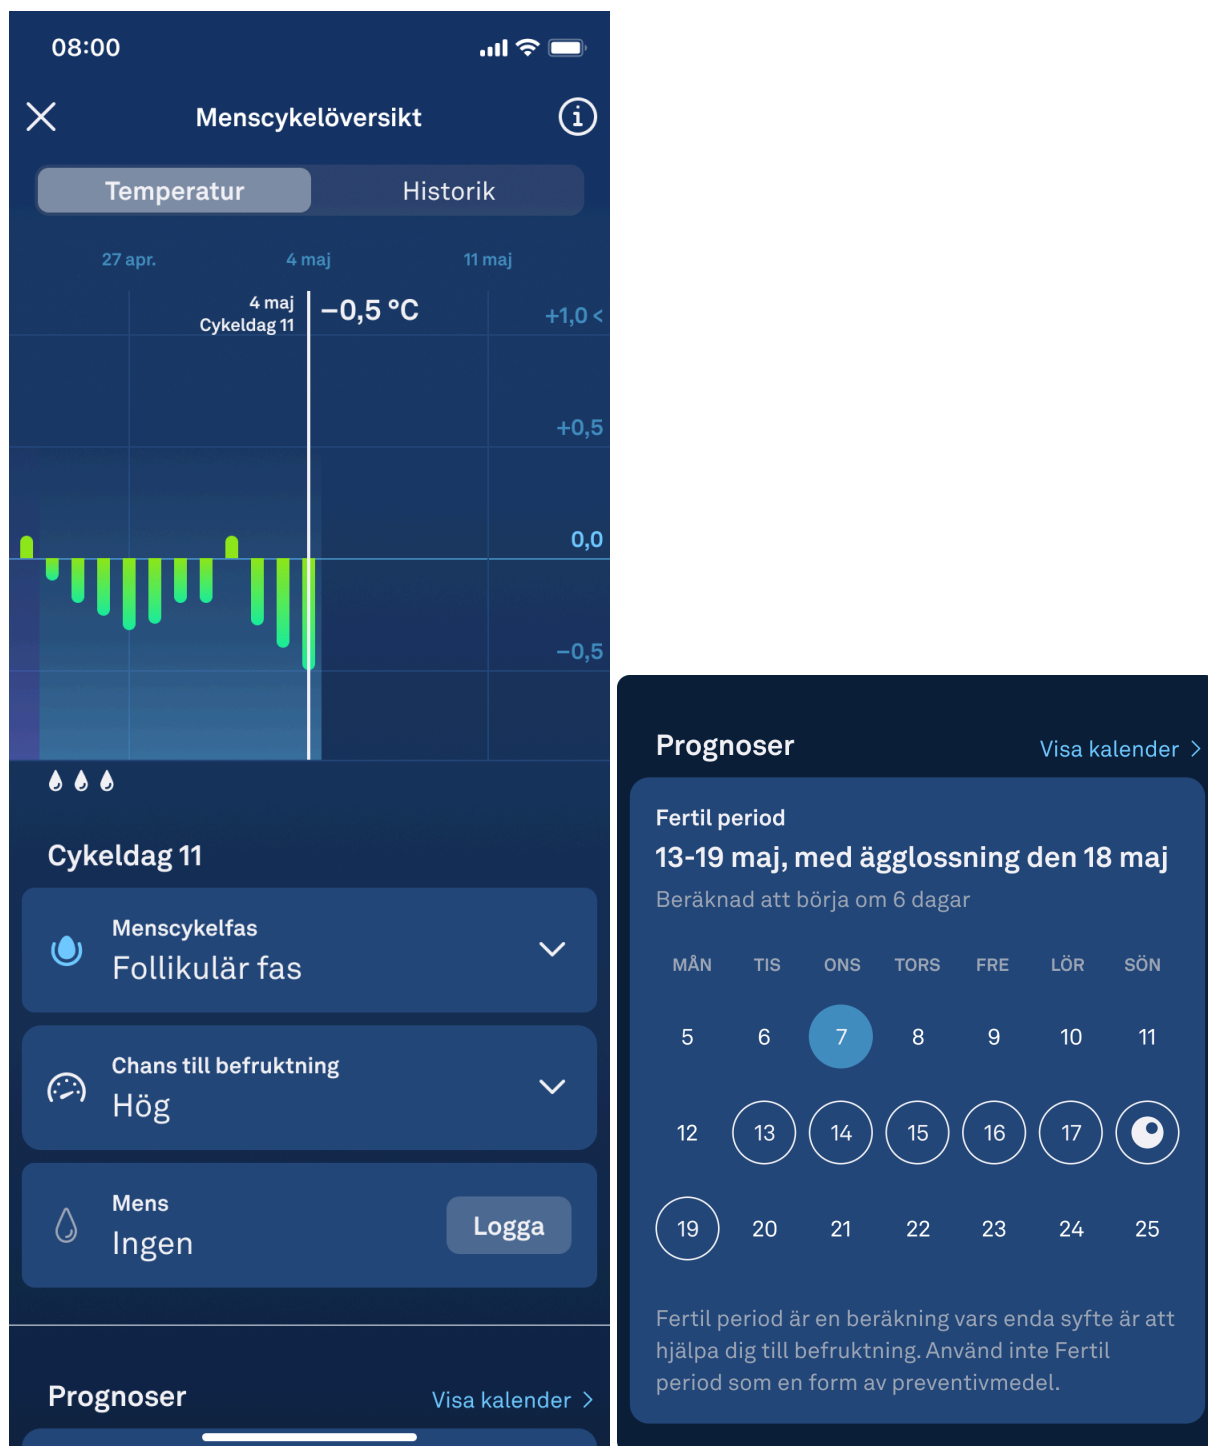 08:00
Menscykelöversikt
Temperatur
Historik
27 apr.
4 maj
11 maj
4 maj
Cykeldag 11
−0,5 °C
+1,0 <
+0,5
0,0
−0,5
Cykeldag 11
Menscykelfas
Follikulär fas
Chans till befruktning
Hög
Mens
Ingen
Logga
Prognoser
Visa kalender >
Prognoser
Visa kalender >
Fertil period
13-19 maj, med ägglossning den 18 maj
Beräknad att börja om 6 dagar
MÅN TIS ONS TORS FRE LÖR SÖN
5 6 7 8 9 10 11
12 13 14 15 16 17
19 20 21 22 23 24 25
Fertil period är en beräkning vars enda syfte är att
hjälpa dig till befruktning. Använd inte Fertil
period som en form av preventivmedel.